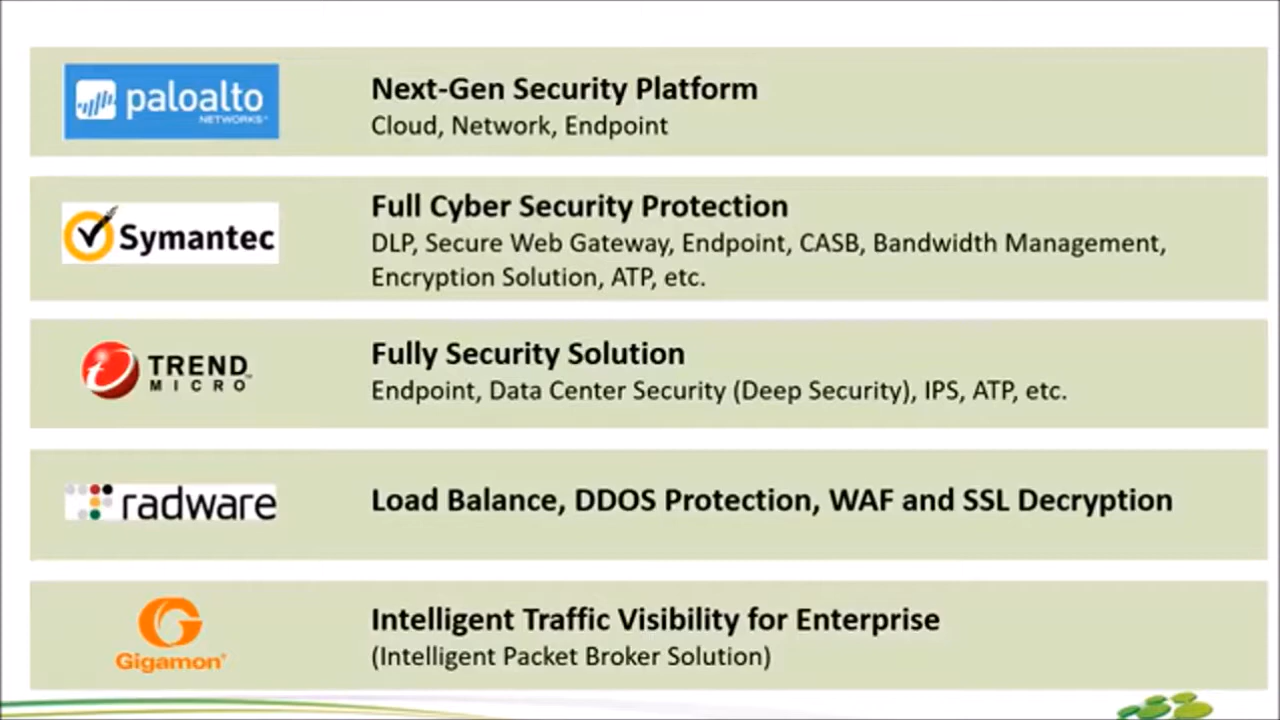 paloalto
NETWORKS
Next-Gen Security Platform
Cloud, Network, Endpoint
Symantec
Full Cyber Security Protection
DLP, Secure Web Gateway, Endpoint, CASB, Bandwidth Management,
Encryption Solution, ATP, etc.
TREND
MICRO
Fully Security Solution
Endpoint, Data Center Security (Deep Security), IPS, ATP, etc.
radware
Load Balance, DDOS Protection, WAF and SSL Decryption
Gigamon
Intelligent Traffic Visibility for Enterprise
(Intelligent Packet Broker Solution)